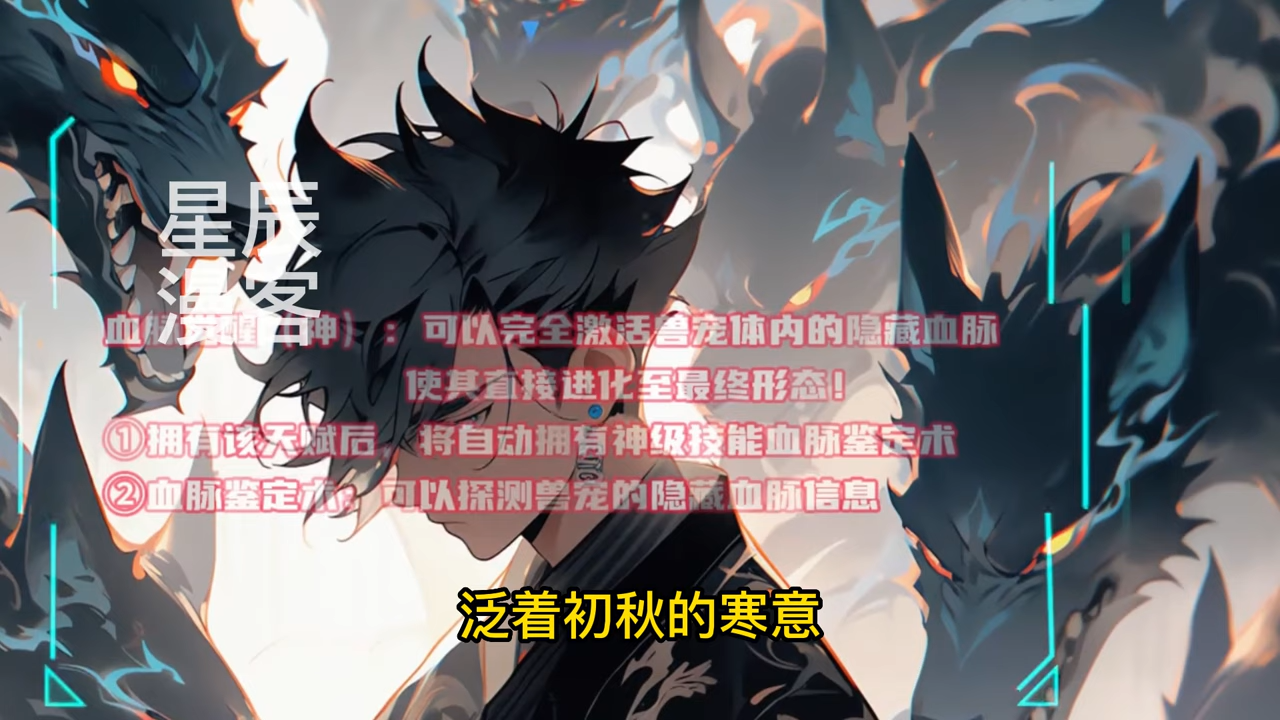 星辰
漫客
血脉觉醒（神）：可以完全激活兽宠体内的隐藏血脉
使其直接进化至最终形态！
①拥有该天赋后，将自动拥有神级技能血脉鉴定术
②血脉鉴定术：可以探测兽宠的隐藏血脉信息
泛着初秋的寒意